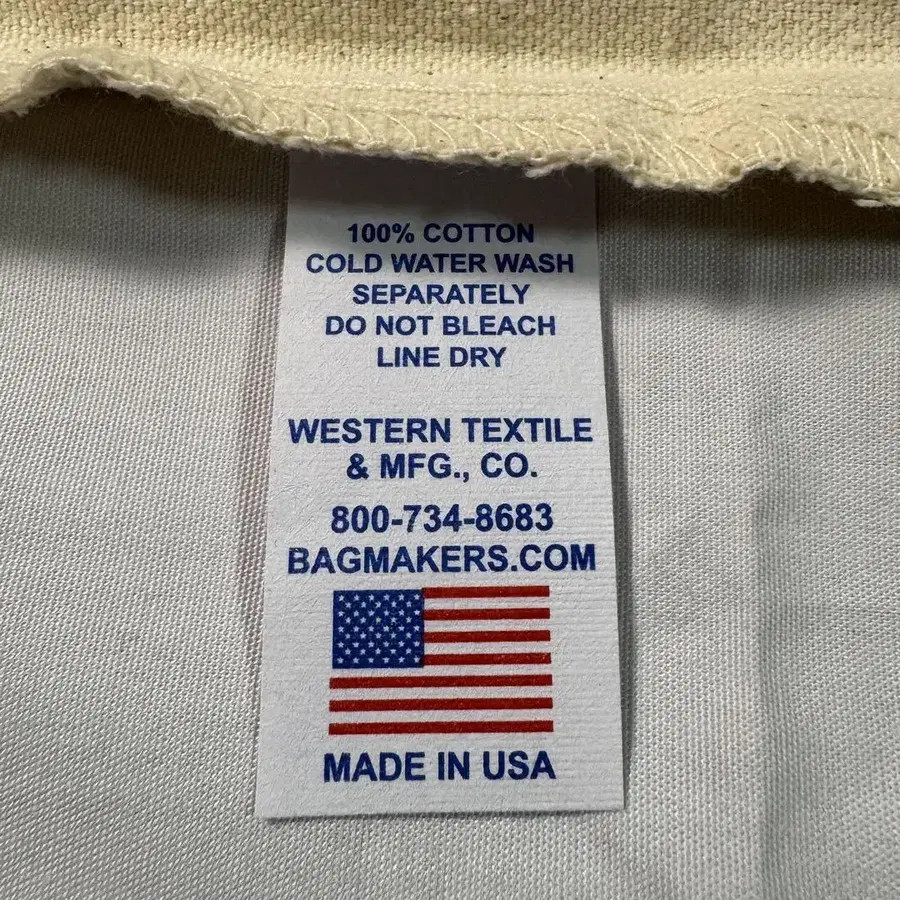 100% COTTON
COLD WATER WASH
SEPARATELY
DO NOT BLEACH
LINE DRY
WESTERN TEXTILE
& MFG., CO.
800-734-8683
BAGMAKERS.COM
MADE IN USA